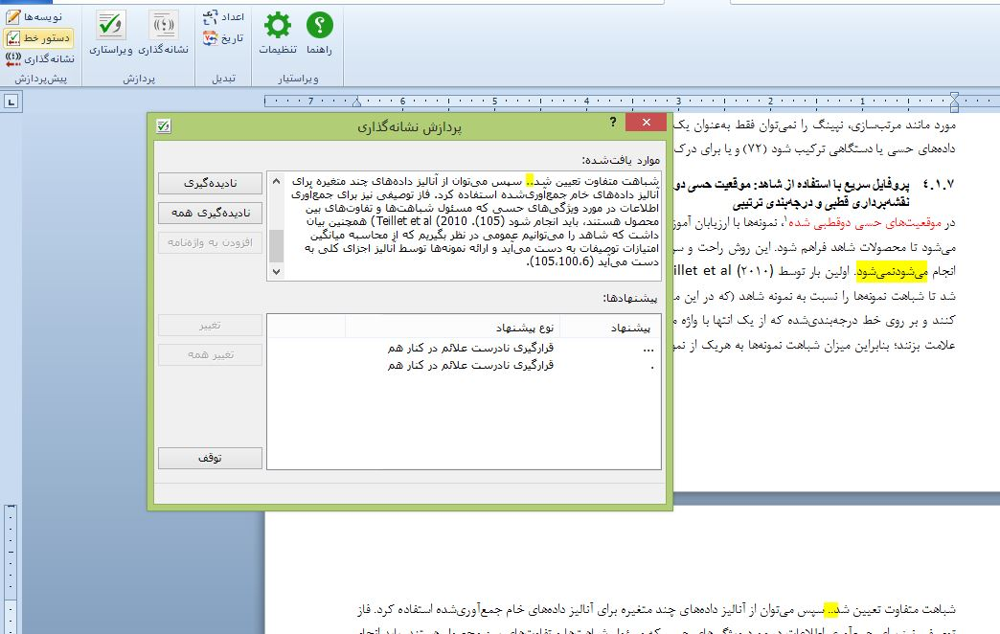 نویسه‌ها
دستور خط
نشانه‌گذاری
پیش‌پردازش
ویراستاری
نشانه‌گذاری
پردازش
اعداد
تاریخ
تبدیل
تنظیمات
راهنما
ویراستیار
7 6 5 4 3 2 1
پردازش نشانه‌گذاری
موارد یافت‌شده:
شباهت متفاوت تعیین شد.. سپس می‌توان از آنالیز داده‌های چند متغیره برای
آنالیز داده‌های خام جمع‌آوری‌شده استفاده کرد. فاز توصیفی نیز برای جمع‌آوری
اطلاعات در مورد ویژگی‌های حسی که مسئول شباهت‌ها و تفاوت‌های بین
محصول هستند، باید انجام شود (105). Teillet et al (2010) همچنین بیان
داشت که شاهد را می‌توانیم عمومی در نظر بگیریم که از محاسبه میانگین
امتیازات توصیفات به دست می‌آید و ارائه نمونه‌ها توسط آنالیز اجزای کلی به
دست می‌آید (105،100،6).
نادیده‌گیری
نادیده‌گیری همه
افزودن به واژه‌نامه
پیشنهادها:
پیشنهاد نوع پیشنهاد
... قرارگیری نادرست علائم در کنار هم
. قرارگیری نادرست علائم در کنار هم
تغییر
تغییر همه
توقف
مورد مانند مرتب‌سازی، نپینگ را نمی‌توان فقط به‌عنوان یک
داده‌های حسی یا دستگاهی ترکیب شود (۷۲) و یا برای درک
۴.۱.۷ پروفایل سریع با استفاده از شاهد: موقعیت حسی دو
نقشه‌برداری قطبی و درجه‌بندی ترتیبی
در موقعیت‌های حسی دوقطبی شده۱، نمونه‌ها با ارزیابان آموز
می‌شود تا محصولات شاهد فراهم شود. این روش راحت و سر
انجام می‌شودنمی‌شود. اولین بار توسط illet et al (۲۰۱۰)
شد تا شباهت نمونه‌ها را نسبت به نمونه شاهد (که در این م
کنند و بر روی خط درجه‌بندی‌شده که از یک انتها با واژه م
علامت بزنند؛ بنابراین میزان شباهت نمونه‌ها به هریک از نمو
شباهت متفاوت تعیین شد.. سپس می‌توان از آنالیز داده‌های چند متغیره برای آنالیز داده‌های خام جمع‌آوری‌شده استفاده کرد. فاز